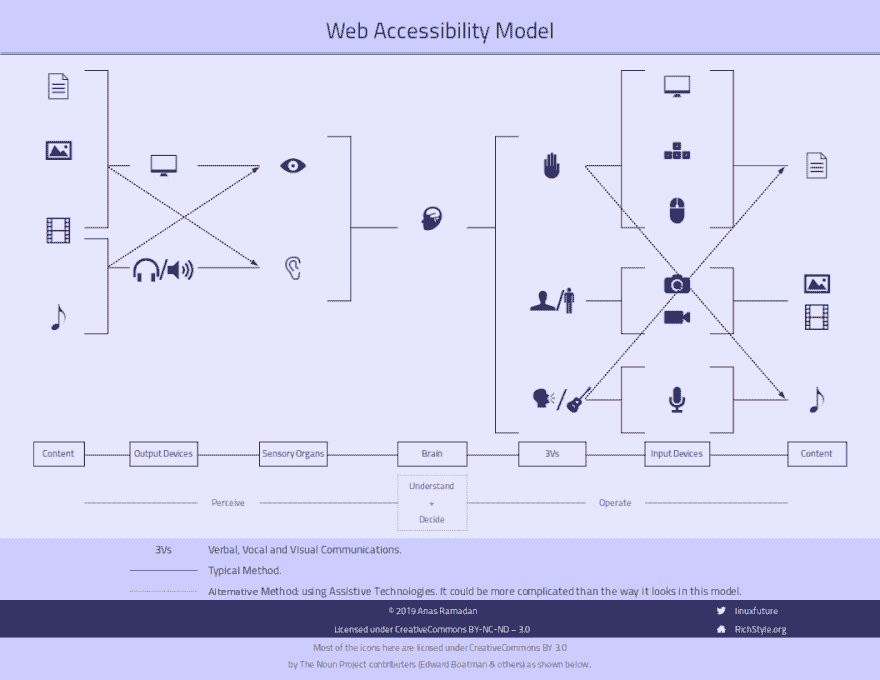 Web Accessibility Model
Content
Output Devices
Sensory Organs
Brain
3Vs
Input Devices
Content
Perceive
Understand
+
Decide
Operate
3Vs Verbal, Vocal and Visual Communications.
Typical Method.
Alternative Method: using Assistive Technologies. It could be more complicated than the way it looks in this model.
© 2019 Anas Ramadan
linuxfuture
Licensed under CreativeCommons BY-NC-ND – 3.0
RichStyle.org
Most of the icons here are licnsed under CreativeCommons BY 3.0
by The Noun Project contributers (Edward Boatman & others) as shown below.